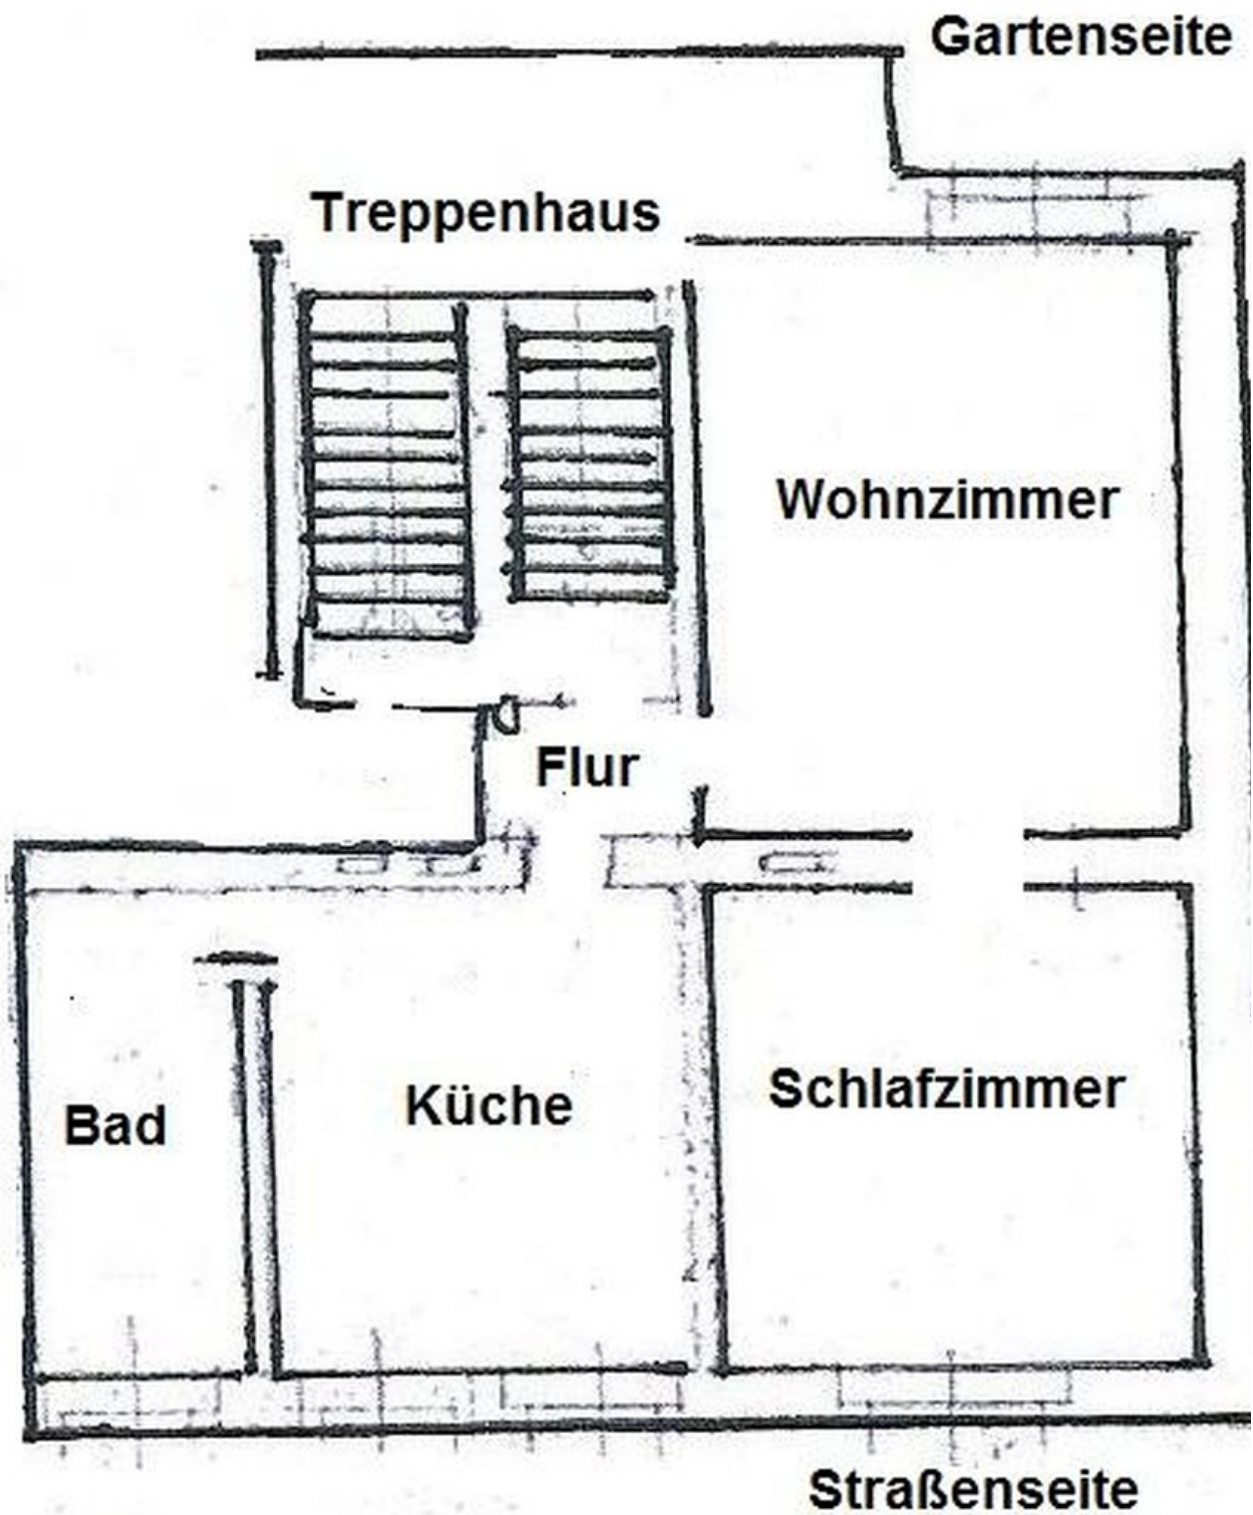 Gartenseite
Treppenhaus
Wohnzimmer
Flur
Schlafzimmer
Küche
Bad
Straßenseite